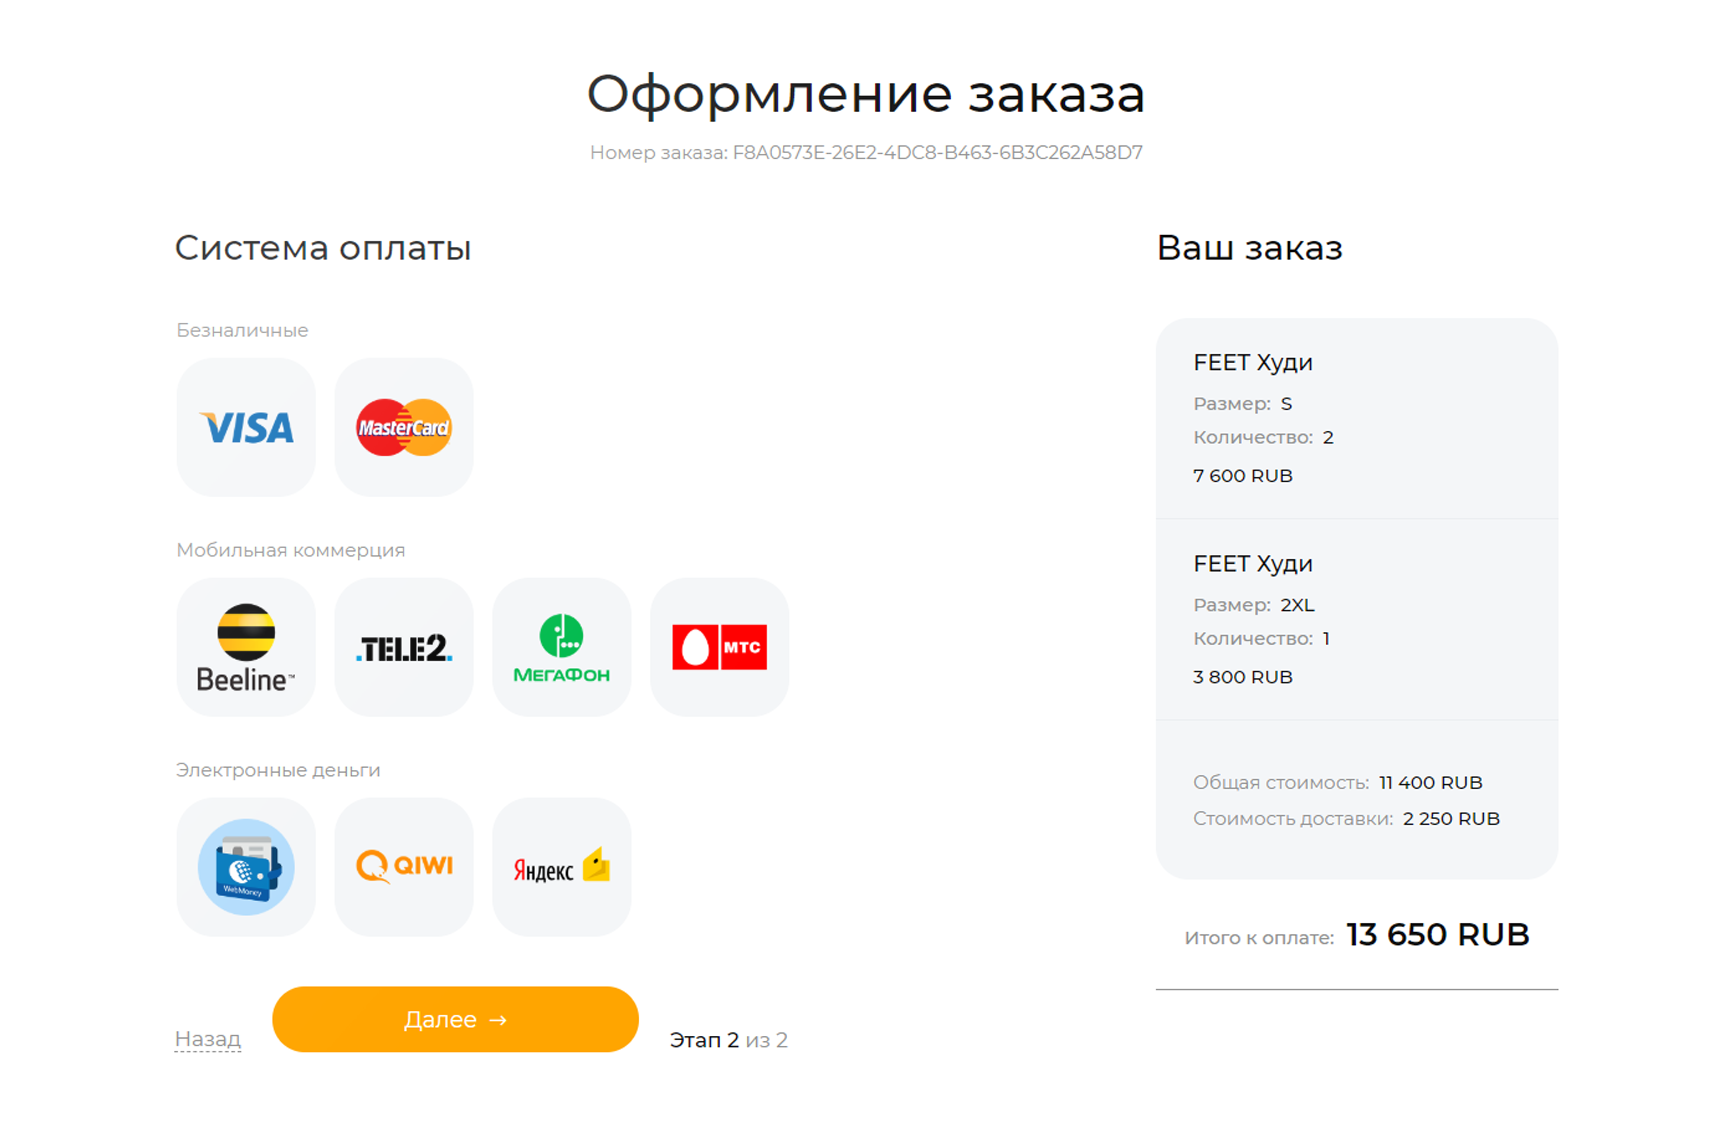 Оформление заказа
Номер заказа: F8A0573E-26E2-4DC8-B463-6B3C262A58D7
Система оплаты
Безналичные
VISA
MasterCard
Мобильная коммерция
Beeline™
.TELE2.
МЕГАФОН
МТС
Электронные деньги
WebMoney
QIWI
Яндекс
Назад
Далее →
Этап 2 из 2
Ваш заказ
FEET Худи
Размер: S
Количество: 2
7 600 RUB
FEET Худи
Размер: 2XL
Количество: 1
3 800 RUB
Общая стоимость: 11 400 RUB
Стоимость доставки: 2 250 RUB
Итого к оплате: 13 650 RUB